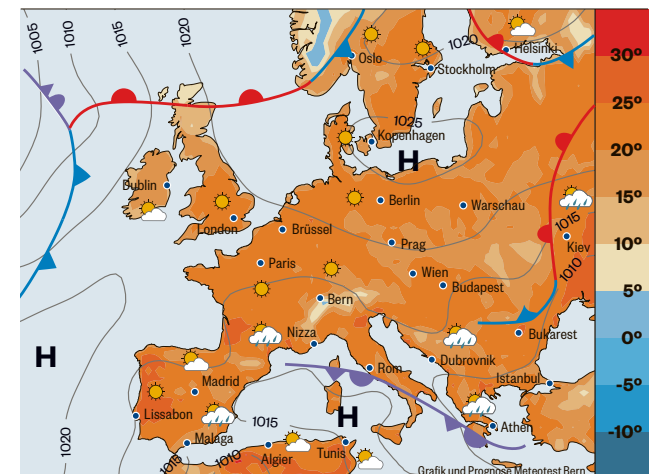 1005
1010
1015
1020
Oslo
1020
Helsinki
Stockholm
30°
1025
Kopenhagen
H
25°
20°
Dublin
London
Brüssel
Berlin
Warschau
15°
1015
Kiev
10°
Paris
Prag
Wien
Budapest
1010
5°
Bern
Nizza
Bukarest
0°
H
Rom
Dubrovnik
Istanbul
-5°
Madrid
Lissabon
1015
H
Athen
-10°
Malaga
1020
1015
1010
Algier
Tunis
Grafik und Prognose Meteotest Bern